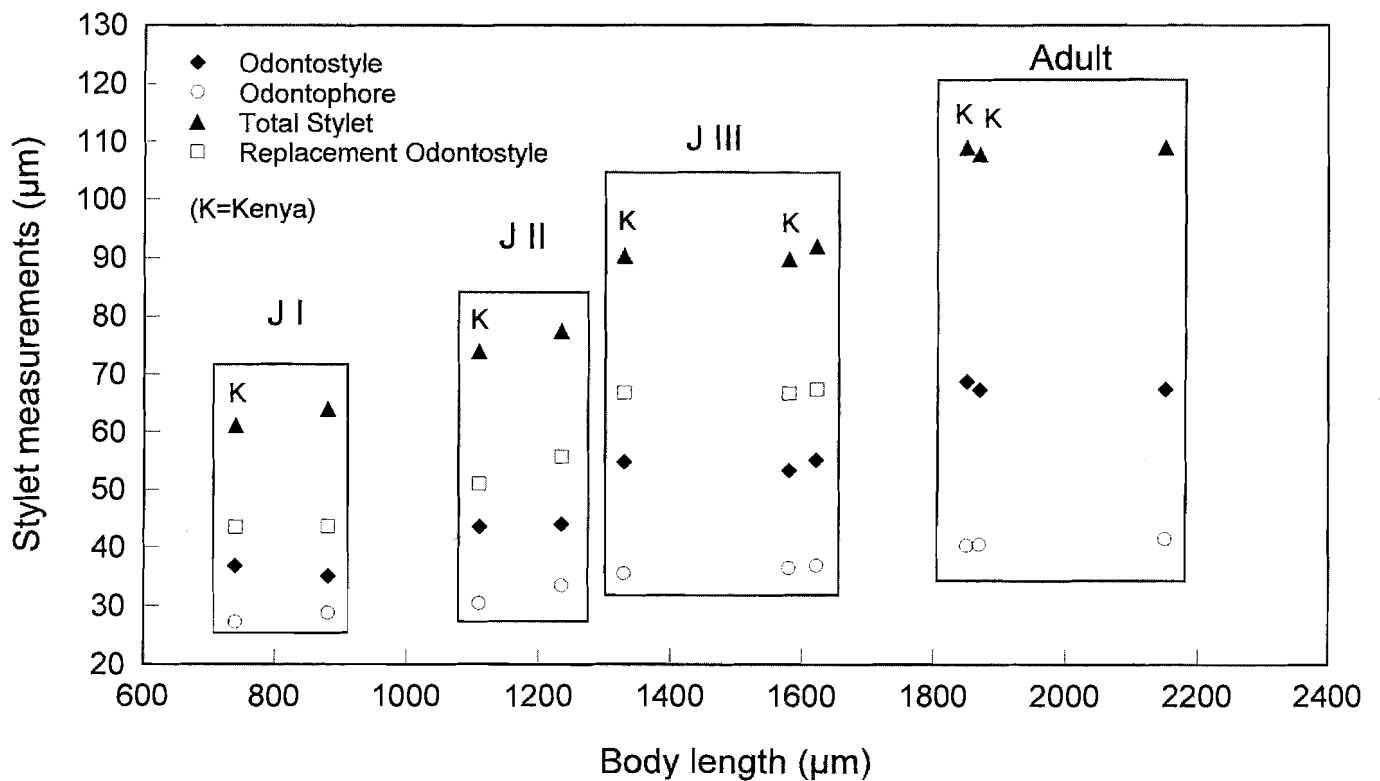 Stylet measurements (µm)
130
120
110
100
90
80
70
60
50
40
30
20
Odontostyle
Odontophore
Total Stylet
Replacement Odontostyle
(K=Kenya)
J I
K
J II
K
J III
K
K
Adult
K
K
600
800
1000
1200
1400
1600
1800
2000
2200
2400
Body length (µm)